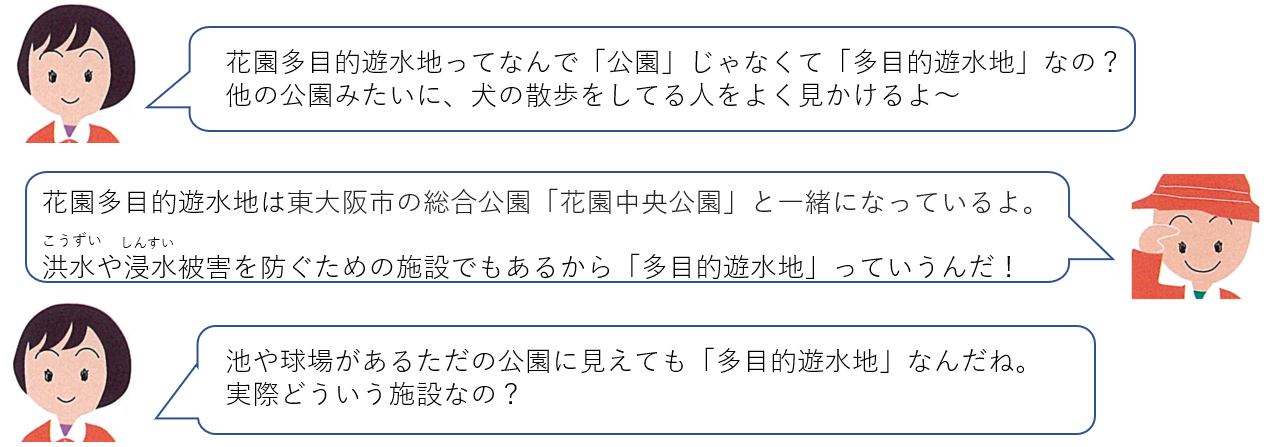 花園多目的遊水地ってなんで「公園」じゃなくて「多目的遊水地」なの？
他の公園みたいに、犬の散歩をしてる人をよく見かけるよ～
花園多目的遊水地は東大阪市の総合公園「花園中央公園」と一緒になっているよ。
こうずい　しんすい
洪水や浸水被害を防ぐための施設でもあるから「多目的遊水地」っていうんだ！
池や球場があるただの公園に見えても「多目的遊水地」なんだね。
実際どういう施設なの？